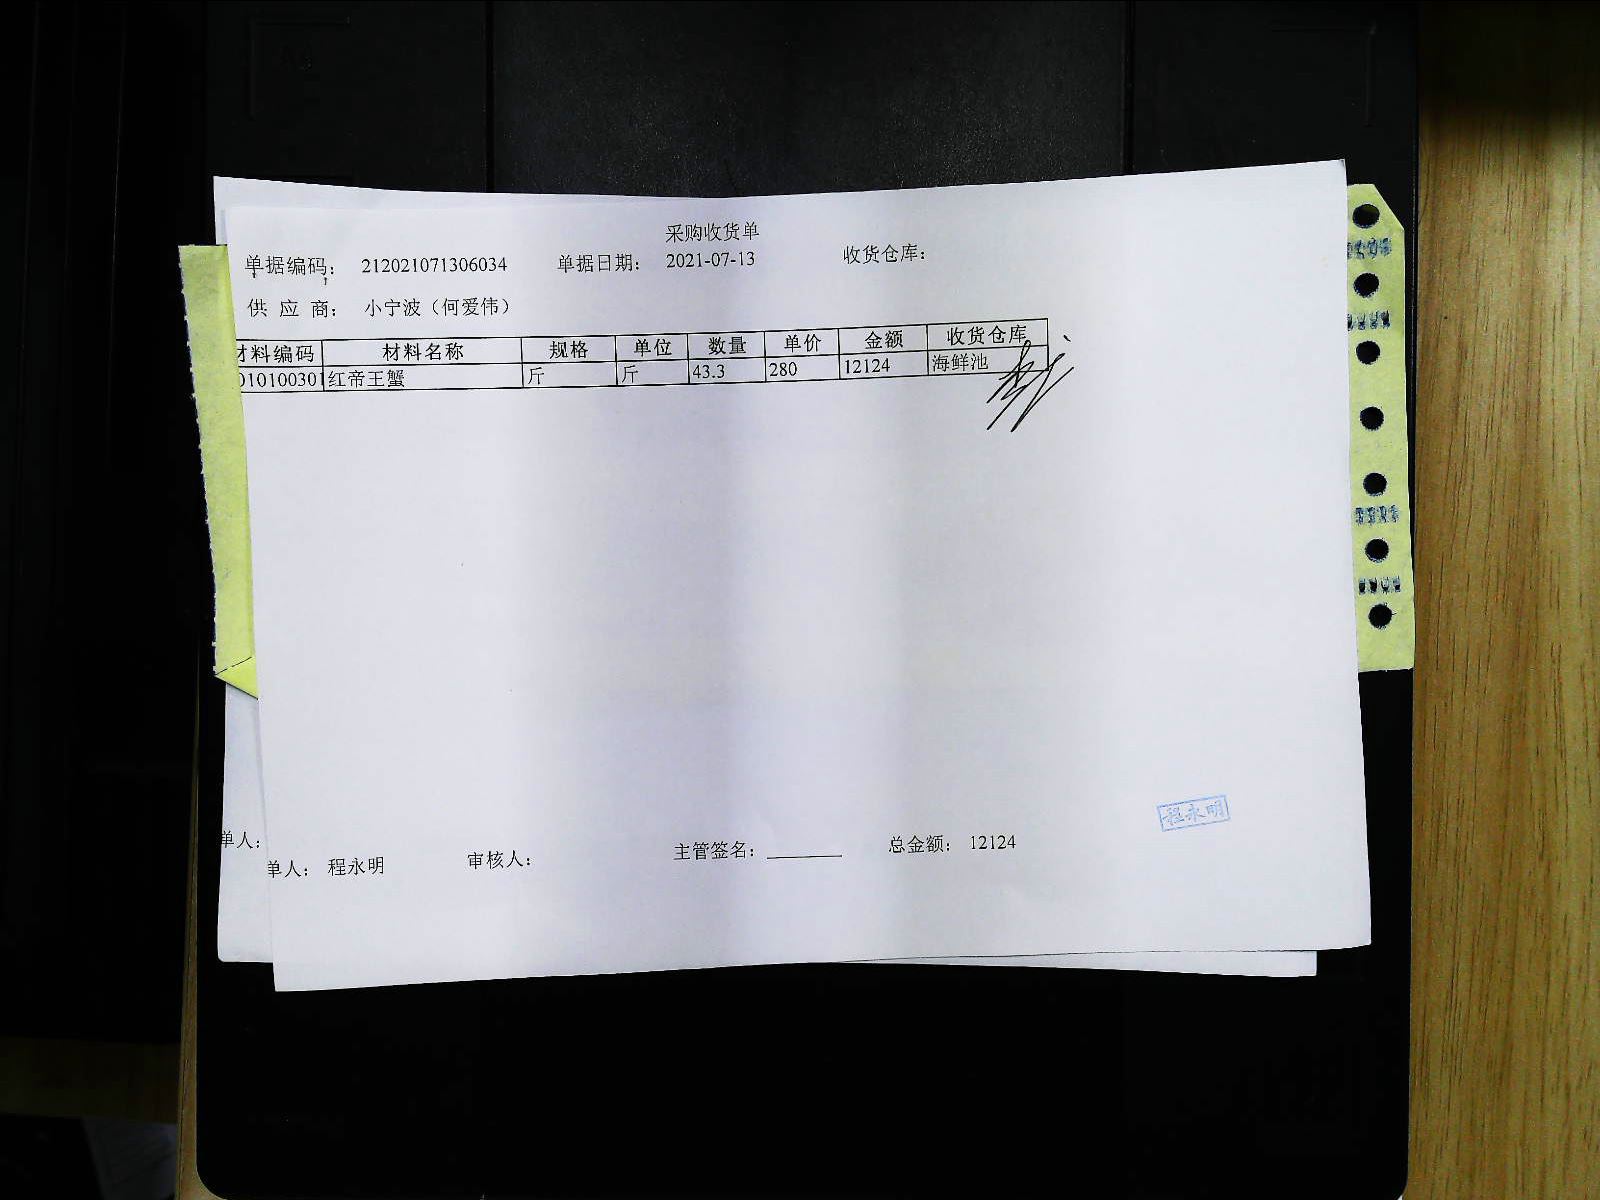 采购收货单
单据编码： 212021071306034 单据日期： 2021-07-13 收货仓库：
供 应 商： 小宁波（何爱伟）
材料编码 材料名称 规格 单位 数量 单价 金额 收货仓库
010100301 红帝王蟹 斤 斤 43.3 280 12124 海鲜池
程永明
单人：
单人： 程永明 审核人： 主管签名： 总金额： 12124